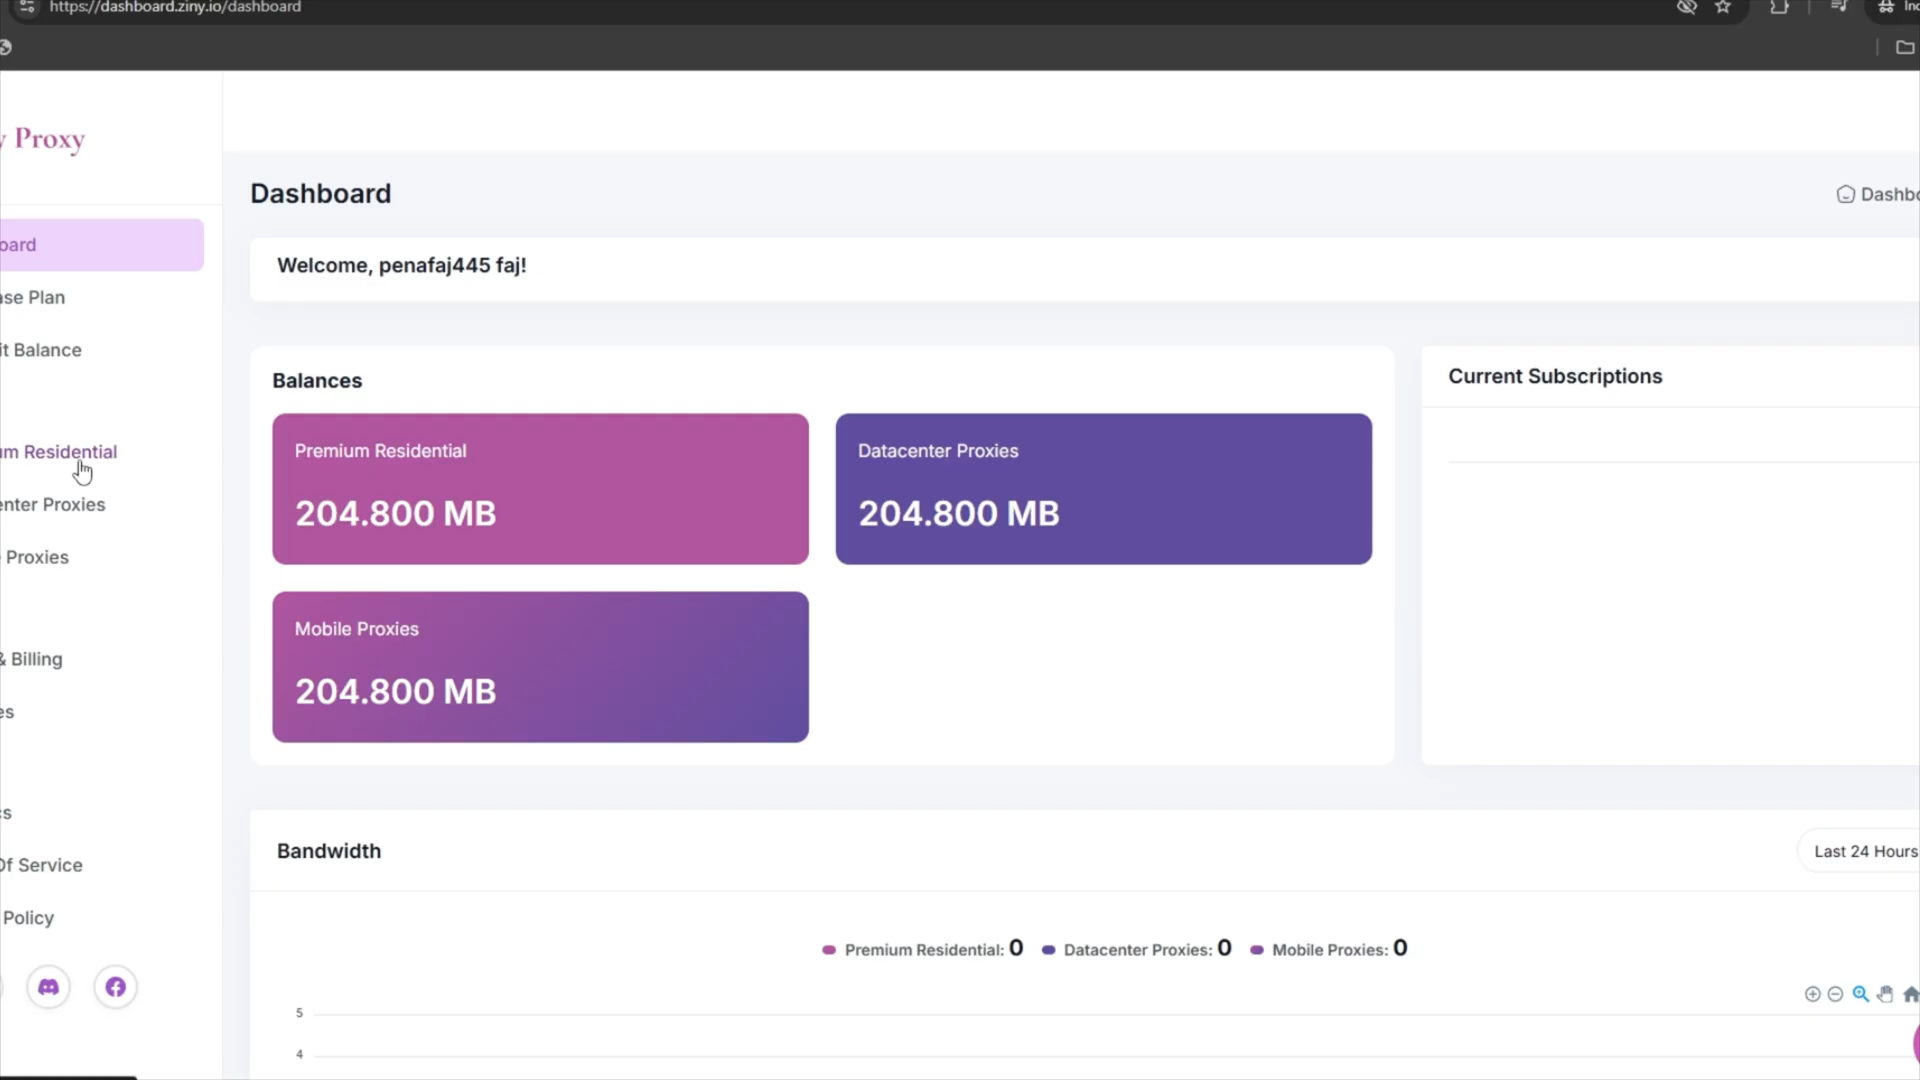 https://dashboard.ziny.io/dashboard
y Proxy
Dashboard
Dashbo
Welcome, penafaj445 faj!
oard
ase Plan
it Balance
um Residential
enter Proxies
Proxies
& Billing
es
cs
Of Service
Policy
Balances
Premium Residential
204.800 MB
Datacenter Proxies
204.800 MB
Mobile Proxies
204.800 MB
Current Subscriptions
Bandwidth
Last 24 Hours
Premium Residential: 0 Datacenter Proxies: 0 Mobile Proxies: 0
5
4